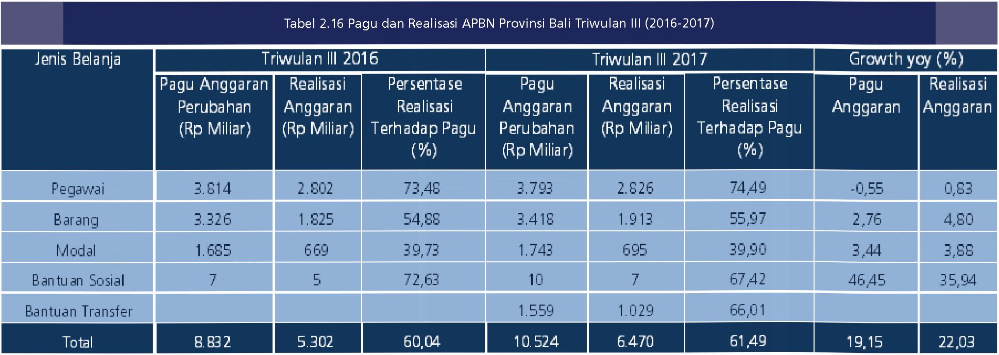 Tabel 2.16 Pagu dan Realisasi APBN Provinsi Bali Triwulan III (2016-2017)
Jenis Belanja Triwulan III 2016 Triwulan III 2017 Growth yoy (%)
Pagu Anggaran Realisasi Persentase Pagu Realisasi Persentase Pagu Realisasi
Perubahan Anggaran Realisasi Anggaran Anggaran Realisasi Anggaran Anggaran
(Rp Miliar) (Rp Miliar) Terhadap Pagu Perubahan (Rp Miliar) Terhadap Pagu
(%) (Rp Miliar) (%)
Pegawai 3.814 2.802 73,48 3.793 2.826 74,49 -0,55 0,83
Barang 3.326 1.825 54,88 3.418 1.913 55,97 2,76 4,80
Modal 1.685 669 39,73 1.743 695 39,90 3,44 3,88
Bantuan Sosial 7 5 72,63 10 7 67,42 46,45 35,94
Bantuan Transfer 1.559 1.029 66,01
Total 8.832 5.302 60,04 10.524 6.470 61,49 19,15 22,03